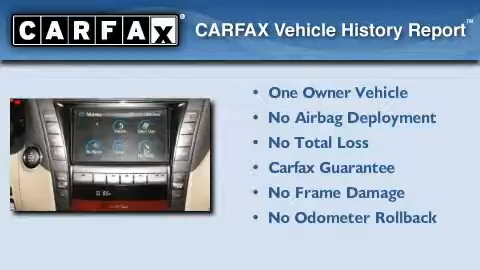 CARFAX®
CARFAX Vehicle History Report™
• One Owner Vehicle
• No Airbag Deployment
• No Total Loss
• Carfax Guarantee
• No Frame Damage
• No Odometer Rollback
Menu